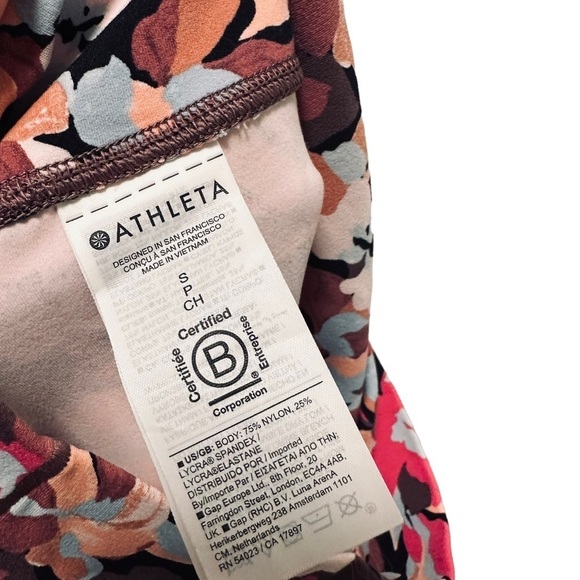 ATHLETA
DESIGNED IN SAN FRANCISCO
CONÇU À SAN FRANCISCO
MADE IN VIETNAM
S
P
CH
Certified
Certifiée
B
®
Entreprise
Corporation
■ US/GB: BODY: 75% NYLON, 25%
LYCRA® SPANDEX /
LYCRA® ELASTANE
DISTRIBUIDO POR / Imported
By/Importe Par / ΕΙΣΑΓΕΤΑΙ ΑΠΟ ΤΗΝ:
Gap Europe Ltd., 8th Floor, 20
Farringdon Street, London, EC4A 4AB,
U.K. ■ Gap (RHC) B.V. Luna Arena
Herikerbergweg 238 Amsterdam 1101
CM. Netherlands
RN 54023 / CA 17897